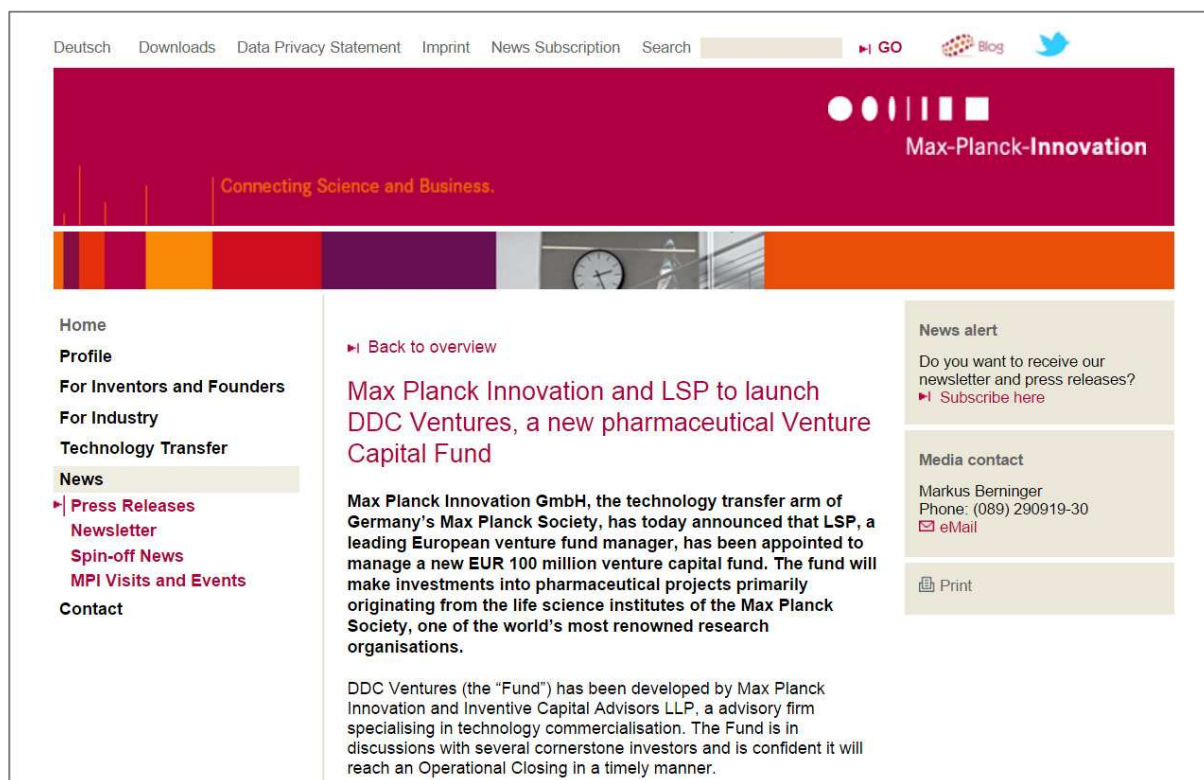 Deutsch Downloads Data Privacy Statement Imprint News Subscription Search GO Blog
Max-Planck-Innovation
Connecting Science and Business.
Home
Profile
For Inventors and Founders
For Industry
Technology Transfer
News
Press Releases
Newsletter
Spin-off News
MPI Visits and Events
Contact
Back to overview
Max Planck Innovation and LSP to launch
DDC Ventures, a new pharmaceutical Venture
Capital Fund
Max Planck Innovation GmbH, the technology transfer arm of
Germany's Max Planck Society, has today announced that LSP, a
leading European venture fund manager, has been appointed to
manage a new EUR 100 million venture capital fund. The fund will
make investments into pharmaceutical projects primarily
originating from the life science institutes of the Max Planck
Society, one of the world's most renowned research
organisations.
DDC Ventures (the “Fund”) has been developed by Max Planck
Innovation and Inventive Capital Advisors LLP, a advisory firm
specialising in technology commercialisation. The Fund is in
discussions with several cornerstone investors and is confident it will
reach an Operational Closing in a timely manner.
News alert
Do you want to receive our
newsletter and press releases?
Subscribe here
Media contact
Markus Berninger
Phone: (089) 290919-30
eMail
Print